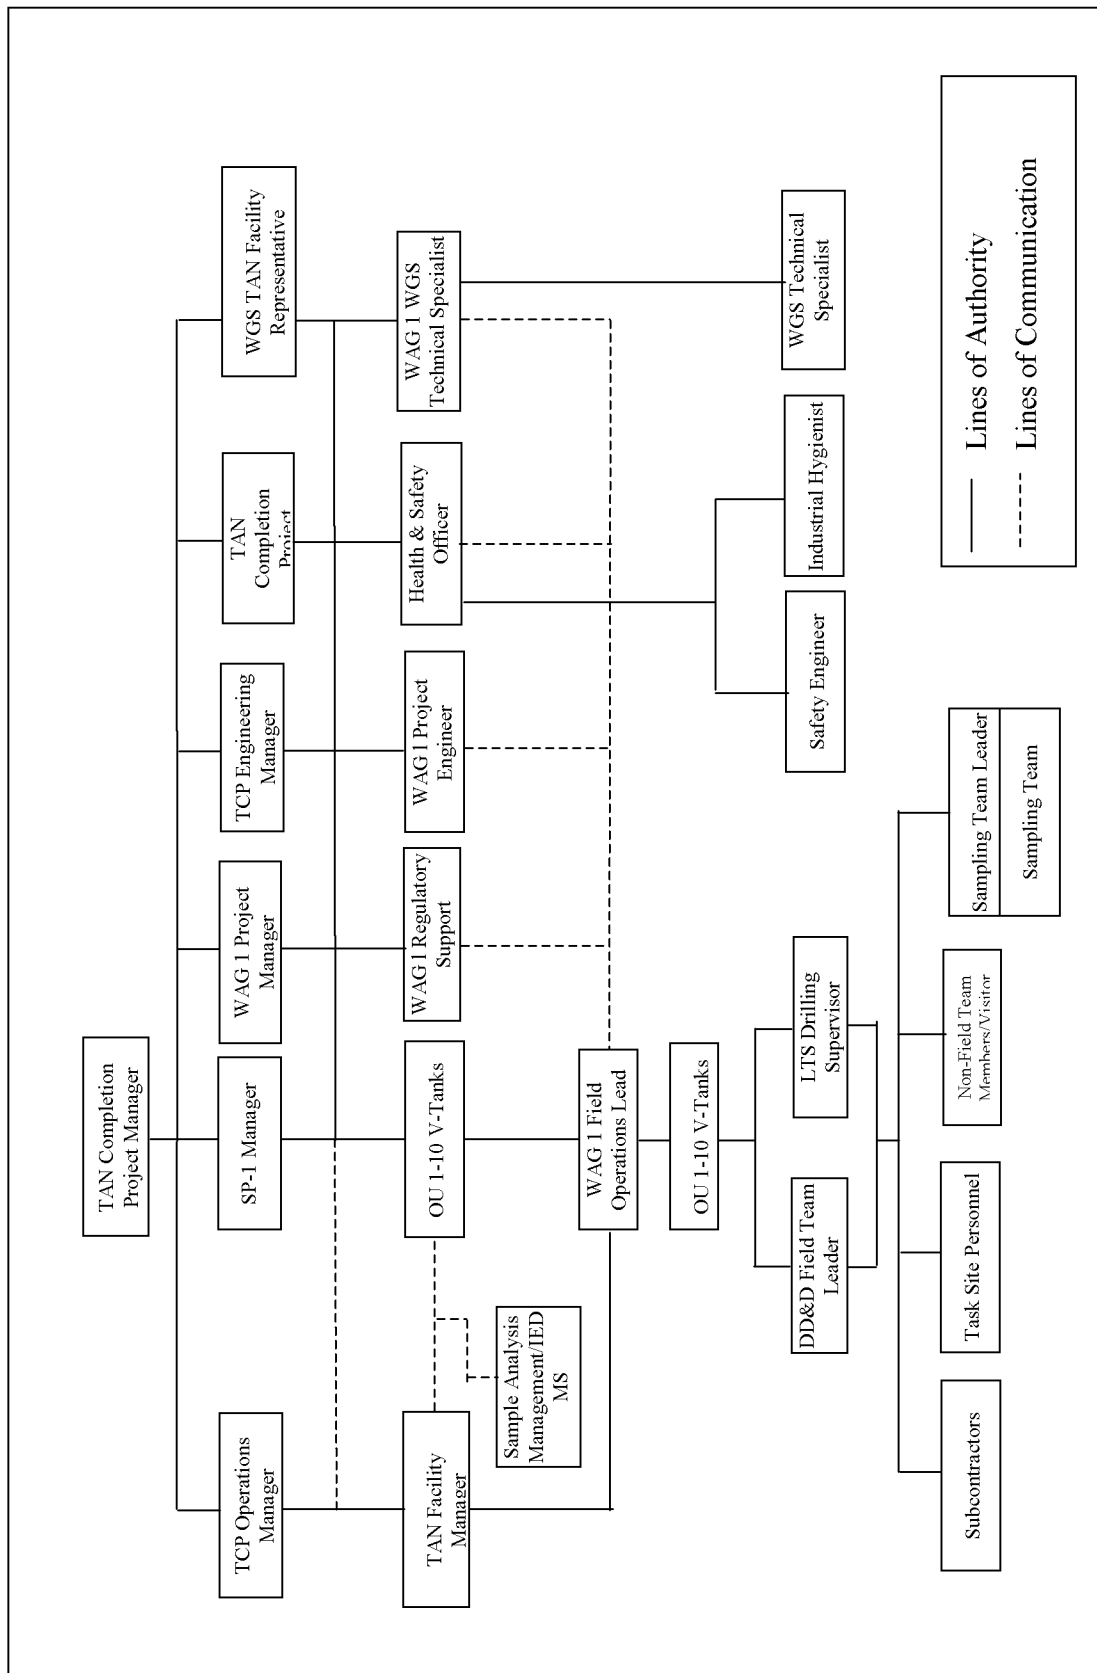 TAN Completion
Project Manager
TCP Operations
Manager
SP-1 Manager
WAG 1 Project
Manager
TCP Engineering
Manager
TAN
Completion
Project
WGS TAN Facility
Representative
TAN Facility
Manager
OU 1-10 V-Tanks
WAG 1 Regulatory
Support
WAG 1 Project
Engineer
Health & Safety
Officer
WAG 1 WGS
Technical Specialist
Sample Analysis
Management/IED
MS
WAG 1 Field
Operations Lead
OU 1-10 V-Tanks
DD&D Field Team
Leader
LTS Drilling
Supervisor
Safety Engineer
Industrial Hygienist
WGS Technical
Specialist
Subcontractors
Task Site Personnel
Non-Field Team
Members/Visitor
Sampling Team Leader
Sampling Team
Lines of Authority
Lines of Communication